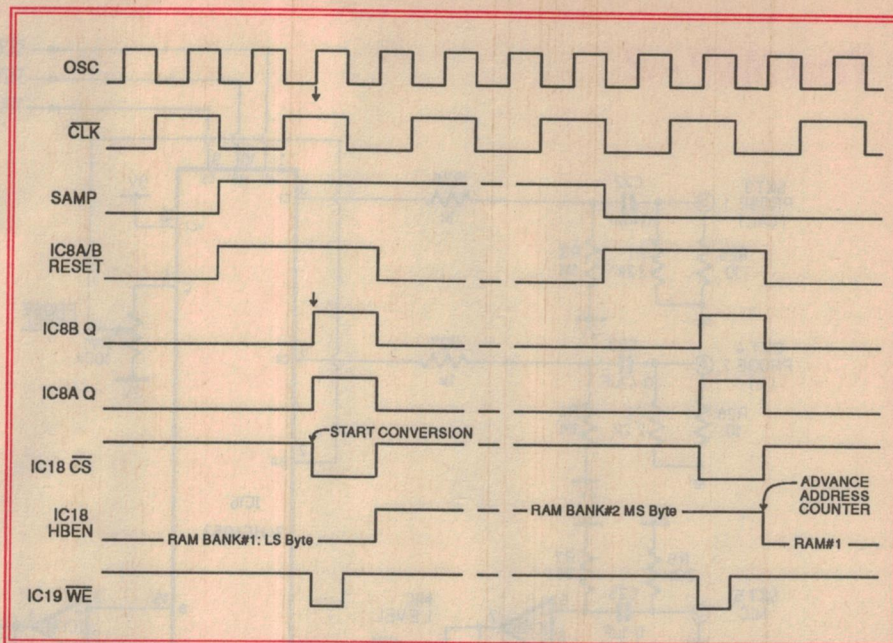 OSC
CLK
SAMP
IC8A/B
RESET
IC8B Q
IC8A Q
START CONVERSION
IC18 CS
ADVANCE
ADDRESS
COUNTER
IC18
HBEN
RAM BANK#2 MS Byte
RAM BANK#1: LS Byte
RAM#1
IC19 WE